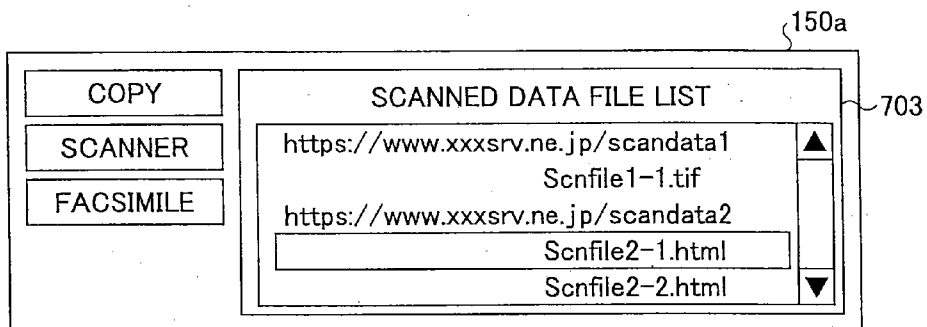 150a
COPY
SCANNER
FACSIMILE
SCANNED DATA FILE LIST
703
https://www.xxxsrv.ne.jp/scandata1
Scnfile1-1.tif
https://www.xxxsrv.ne.jp/scandata2
Scnfile2-1.html
Scnfile2-2.html